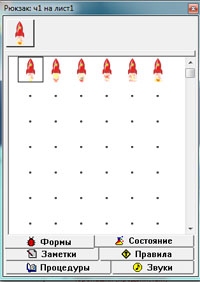 Рюкзак: ч1 на лист1
Формы
Состояние
Заметки
Правила
Процедуры
Звуки